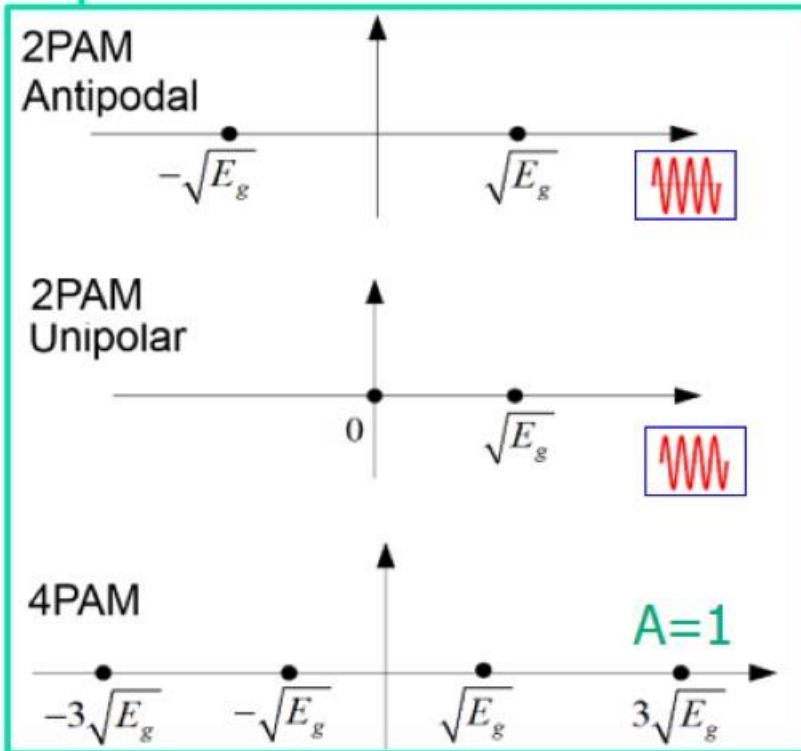 2PAM
Antipodal
−√E_g √E_g
2PAM
Unipolar
0 √E_g
4PAM
A=1
−3√E_g −√E_g √E_g 3√E_g